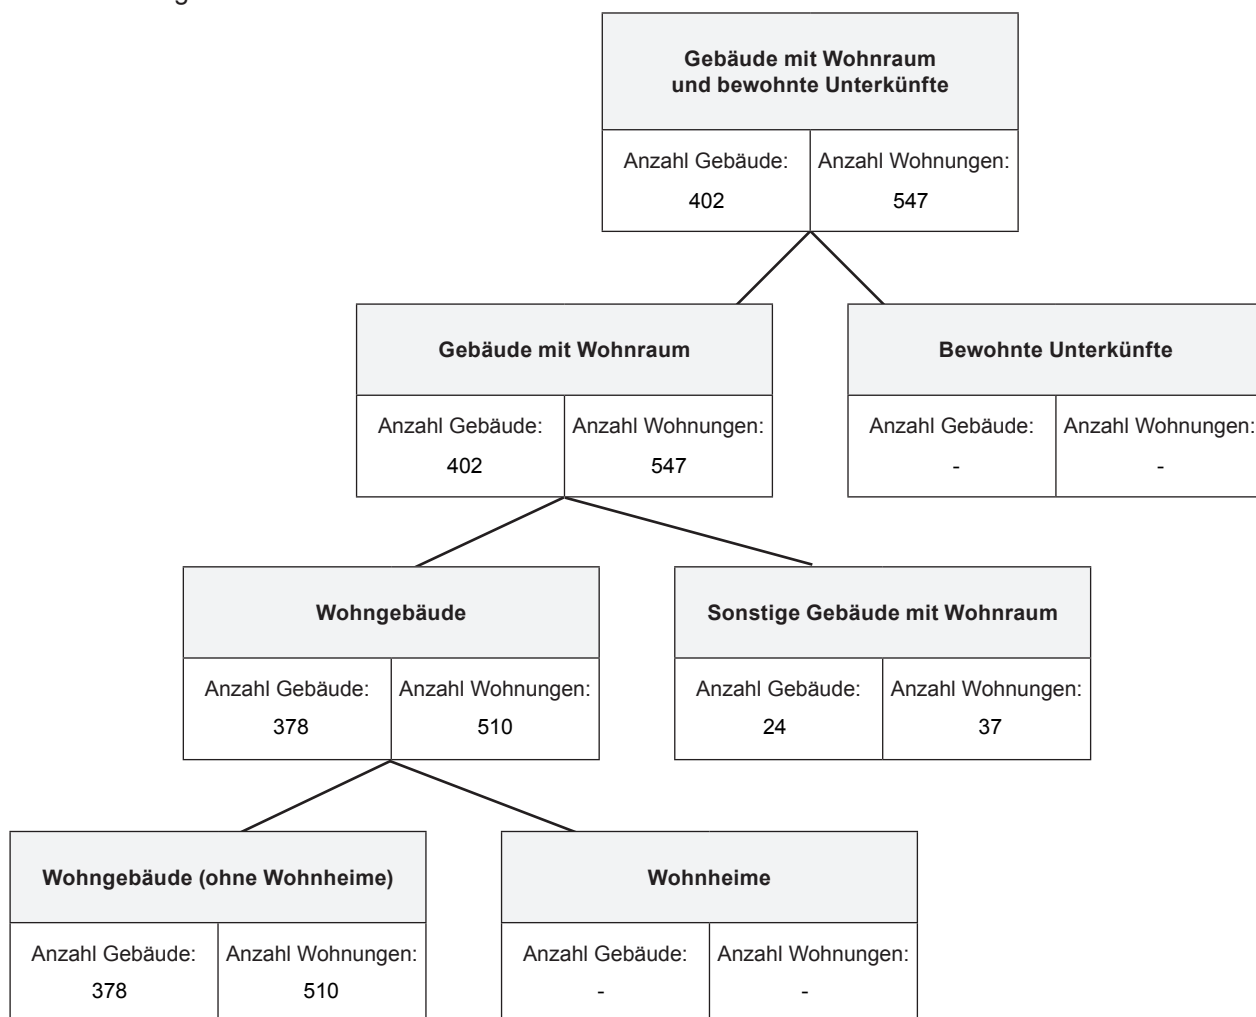 Gebäude mit Wohnraum
und bewohnte Unterkünfte
Anzahl Gebäude: Anzahl Wohnungen:
402 547
Gebäude mit Wohnraum Bewohnte Unterkünfte
Anzahl Gebäude: Anzahl Wohnungen: Anzahl Gebäude: Anzahl Wohnungen:
402 547 - -
Wohngebäude Sonstige Gebäude mit Wohnraum
Anzahl Gebäude: Anzahl Wohnungen: Anzahl Gebäude: Anzahl Wohnungen:
378 510 24 37
Wohngebäude (ohne Wohnheime) Wohnheime
Anzahl Gebäude: Anzahl Wohnungen: Anzahl Gebäude: Anzahl Wohnungen:
378 510 - -